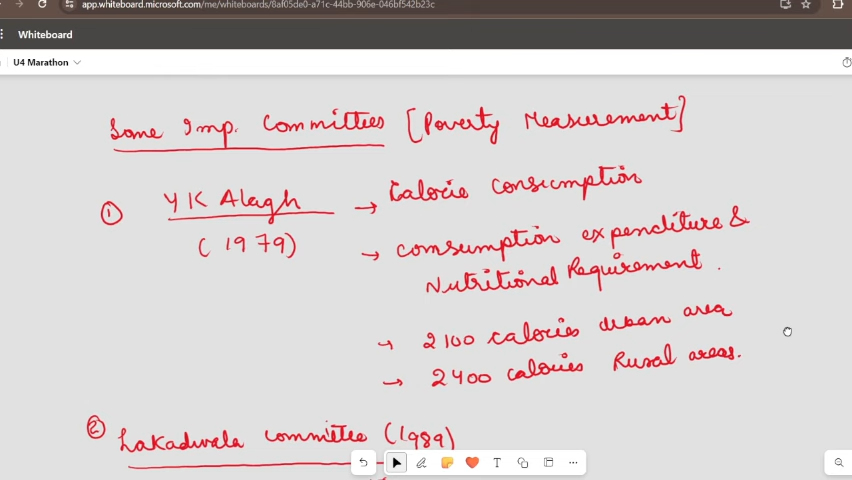 app.whiteboard.microsoft.com/me/whiteboards/8af05de0-a71c-44bb-906e-046bf542b23c
Whiteboard
U4 Marathon
Some Imp. Committees [Poverty Measurement]
① YK Alagh → Calorie Consumption
(1979) → Comsumption expenditure &
Nutritional Requirement.
→ 2100 calories urban area
→ 2400 calories Rural areas.
② Lakadwala Committee (1989)